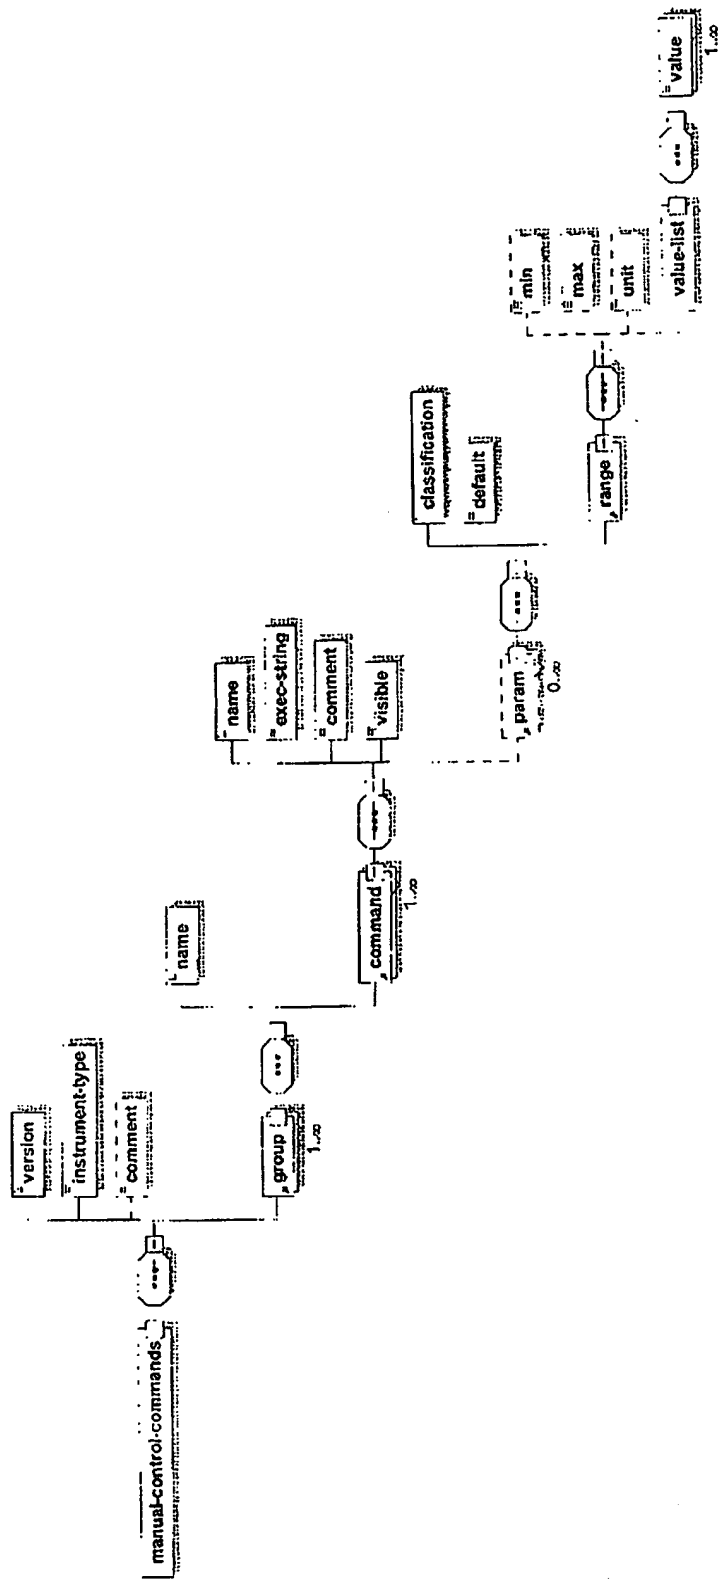 manual-control-commands
version
instrument-type
comment
group
1..∞
name
command
1..∞
name
exec-string
comment
visible
param
0..∞
classification
default
range
min
max
unit
value-list
value
1..∞